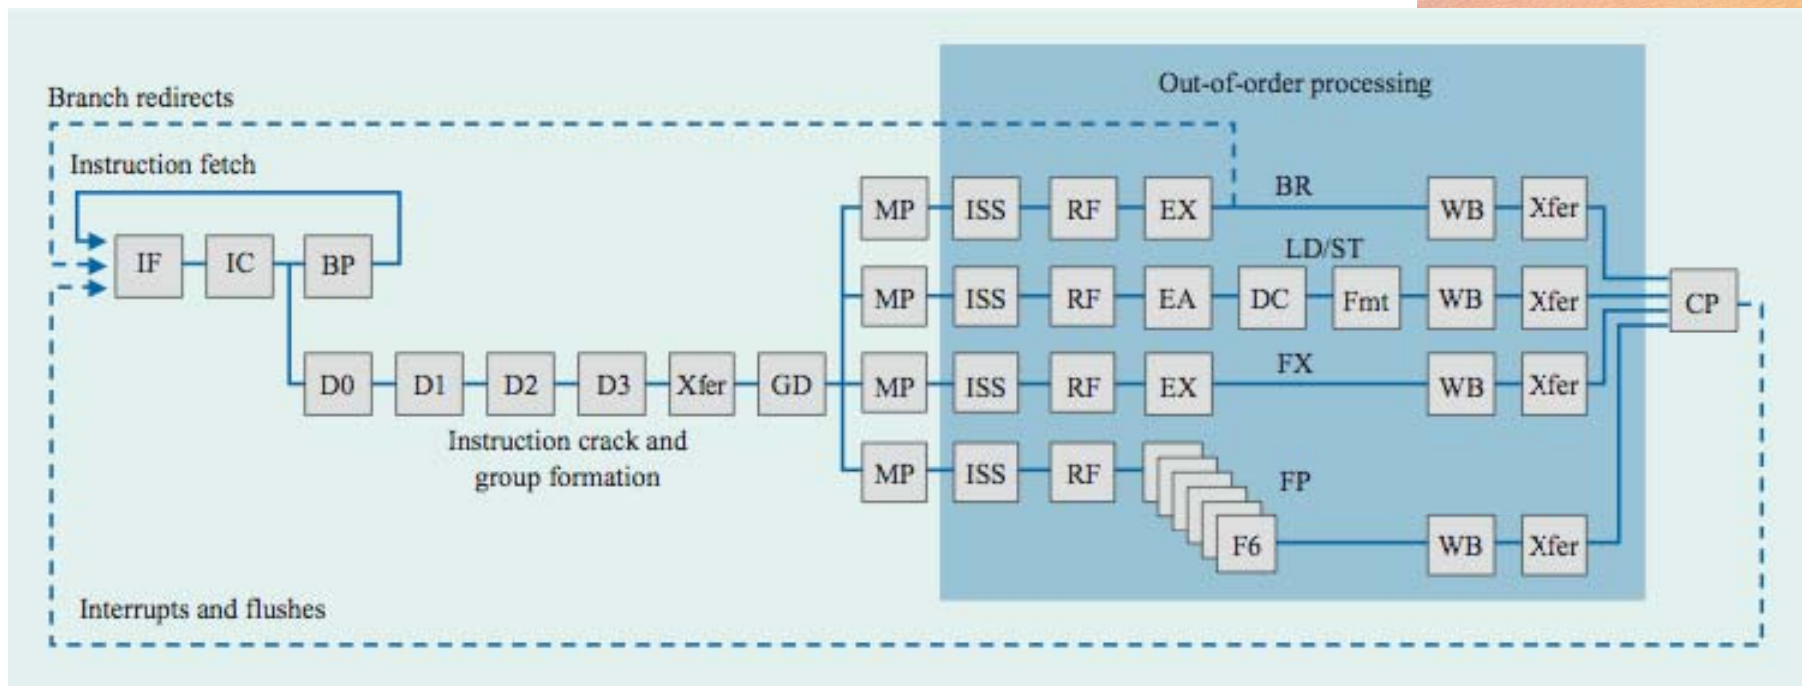 Out-of-order processing
Branch redirects
Instruction fetch
IF IC BP
MP ISS RF EX BR WB Xfer
LD/ST
MP ISS RF EA DC Fmt WB Xfer
CP
D0 D1 D2 D3 Xfer GD
MP ISS RF EX FX WB Xfer
Instruction crack and
group formation
MP ISS RF FP
F6 WB Xfer
Interrupts and flushes